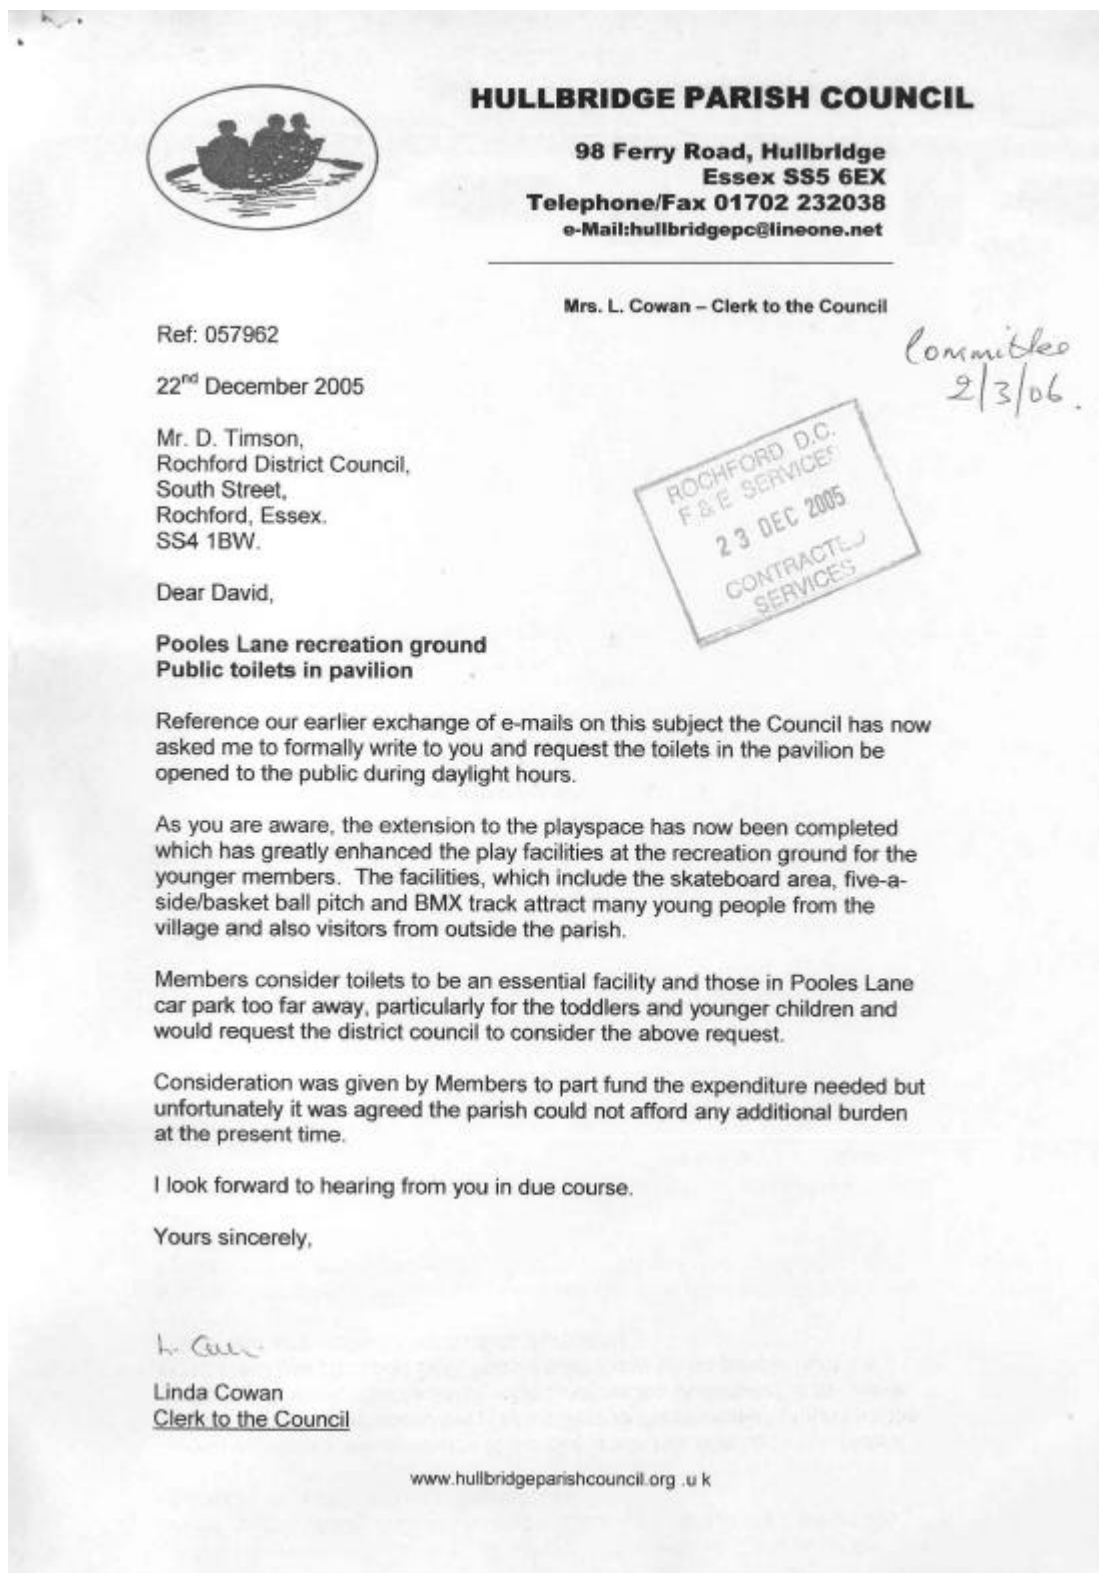 HULLBRIDGE PARISH COUNCIL
98 Ferry Road, Hullbridge
Essex SS5 6EX
Telephone/Fax 01702 232038
e-Mail:hullbridgepc@lineone.net
Mrs. L. Cowan – Clerk to the Council
Ref: 057962
Committee
2/3/06.
22nd December 2005
Mr. D. Timson,
Rochford District Council,
South Street,
Rochford, Essex.
SS4 1BW.
ROCHFORD D.C.
F & E SERVICES
23 DEC 2005
CONTRACTED
SERVICES
Dear David,
Pooles Lane recreation ground
Public toilets in pavilion
Reference our earlier exchange of e-mails on this subject the Council has now
asked me to formally write to you and request the toilets in the pavilion be
opened to the public during daylight hours.
As you are aware, the extension to the playspace has now been completed
which has greatly enhanced the play facilities at the recreation ground for the
younger members. The facilities, which include the skateboard area, five-a-
side/basket ball pitch and BMX track attract many young people from the
village and also visitors from outside the parish.
Members consider toilets to be an essential facility and those in Pooles Lane
car park too far away, particularly for the toddlers and younger children and
would request the district council to consider the above request.
Consideration was given by Members to part fund the expenditure needed but
unfortunately it was agreed the parish could not afford any additional burden
at the present time.
I look forward to hearing from you in due course.
Yours sincerely,
Linda Cowan
Clerk to the Council
www.hullbridgeparishcouncil.org .u k